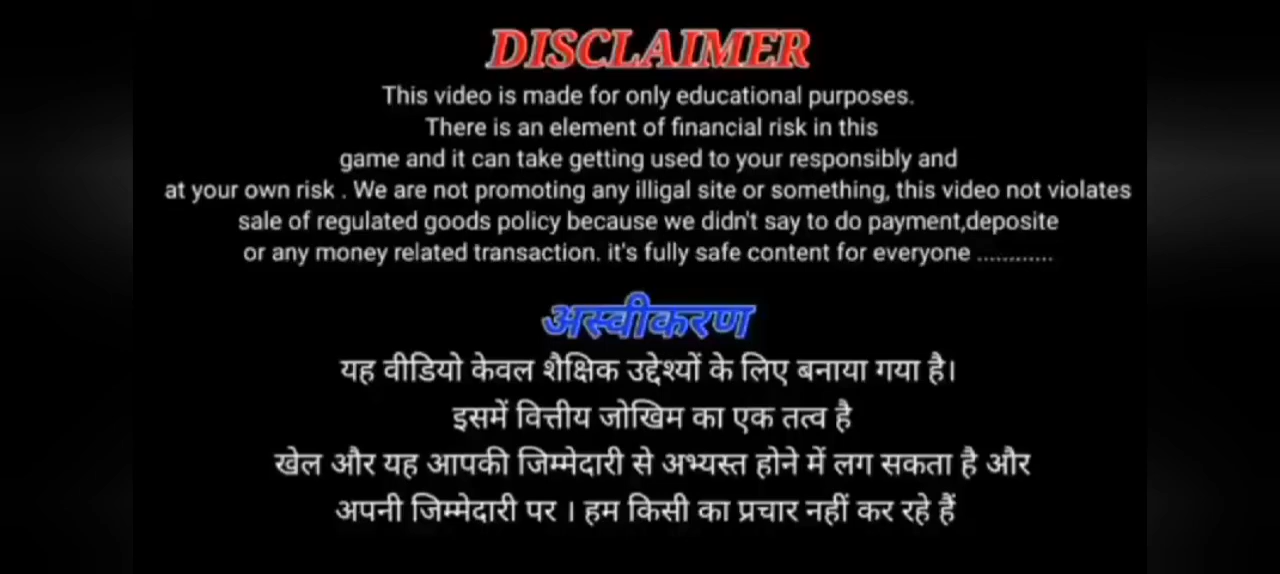 DISCLAIMER
This video is made for only educational purposes.
There is an element of financial risk in this
game and it can take getting used to your responsibly and
at your own risk . We are not promoting any illigal site or something, this video not violates
sale of regulated goods policy because we didn't say to do payment,deposite
or any money related transaction. it's fully safe content for everyone ............
अस्वीकरण
यह वीडियो केवल शैक्षिक उद्देश्यों के लिए बनाया गया है।
इसमें वित्तीय जोखिम का एक तत्व है
खेल और यह आपकी जिम्मेदारी से अभ्यस्त होने में लग सकता है और
अपनी जिम्मेदारी पर । हम किसी का प्रचार नहीं कर रहे हैं